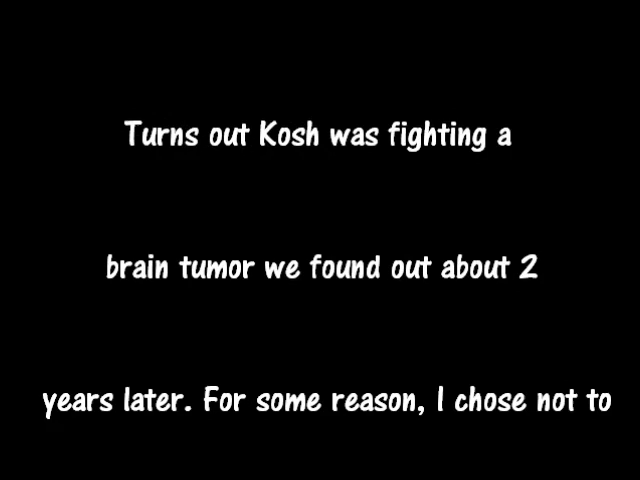 Turns out Kosh was fighting a
brain tumor we found out about 2
years later. For some reason, I chose not to